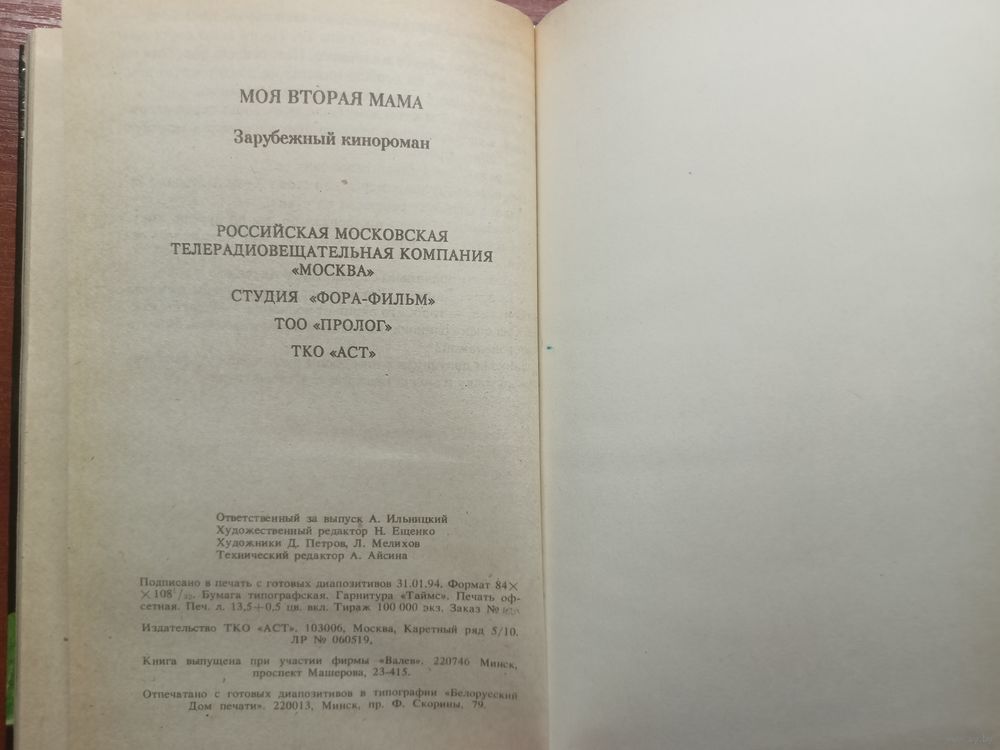 МОЯ ВТОРАЯ МАМА
Зарубежный кинороман
РОССИЙСКАЯ МОСКОВСКАЯ
ТЕЛЕРАДИОВЕЩАТЕЛЬНАЯ КОМПАНИЯ
«МОСКВА»
СТУДИЯ «ФОРА-ФИЛЬМ»
ТОО «ПРОЛОГ»
ТКО «АСТ»
Ответственный за выпуск А. Ильницкий
Художественный редактор Н. Ещенко
Художники Д. Петров, Л. Мелихов
Технический редактор А. Айсина
Подписано в печать с готовых диапозитивов 31.01.94. Формат 84×
×108 1/32. Бумага типографская. Гарнитура «Таймс». Печать оф-
сетная. Печ. л. 13,5+0,5 цв. вкл. Тираж 100 000 экз. Заказ №
Издательство ТКО «АСТ». 103006, Москва, Каретный ряд 5/10.
ЛР № 060519.
Книга выпущена при участии фирмы «Валев». 220746 Минск,
проспект Машерова, 23-415.
Отпечатано с готовых диапозитивов в типографии «Белорусский
Дом печати». 220013, Минск, пр. Ф. Скорины, 79.